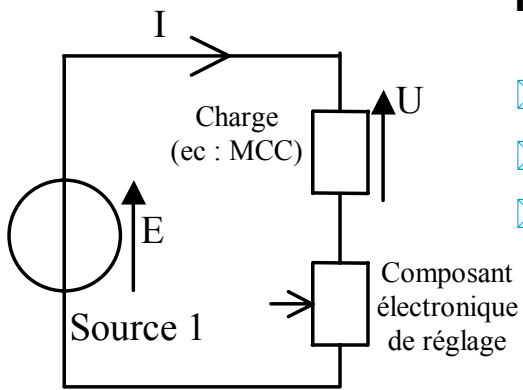 I
Charge
(ec : MCC)
U
E
Source 1
Composant
électronique
de réglage